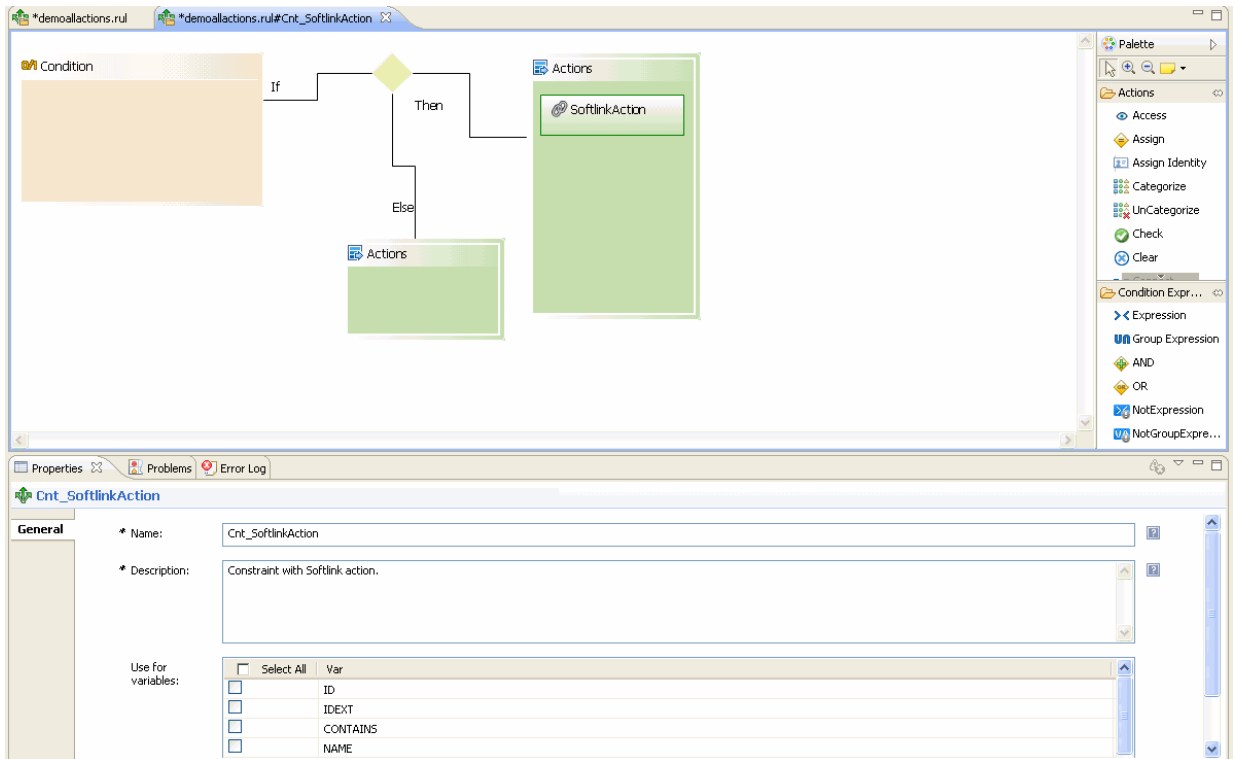 *demoallactions.rul *demoallactions.rul#Cnt_SoftlinkAction
Condition
If
Then
Else
Actions
SoftlinkAction
Actions
Palette
Actions
Access
Assign
Assign Identity
Categorize
UnCategorize
Check
Clear
Condition Expr...
Expression
Group Expression
AND
OR
NotExpression
NotGroupExpre...
Properties Problems Error Log
Cnt_SoftlinkAction
General
* Name: Cnt_SoftlinkAction
* Description: Constraint with Softlink action.
Use for variables:
Select All Var
ID
IDEXT
CONTAINS
NAME